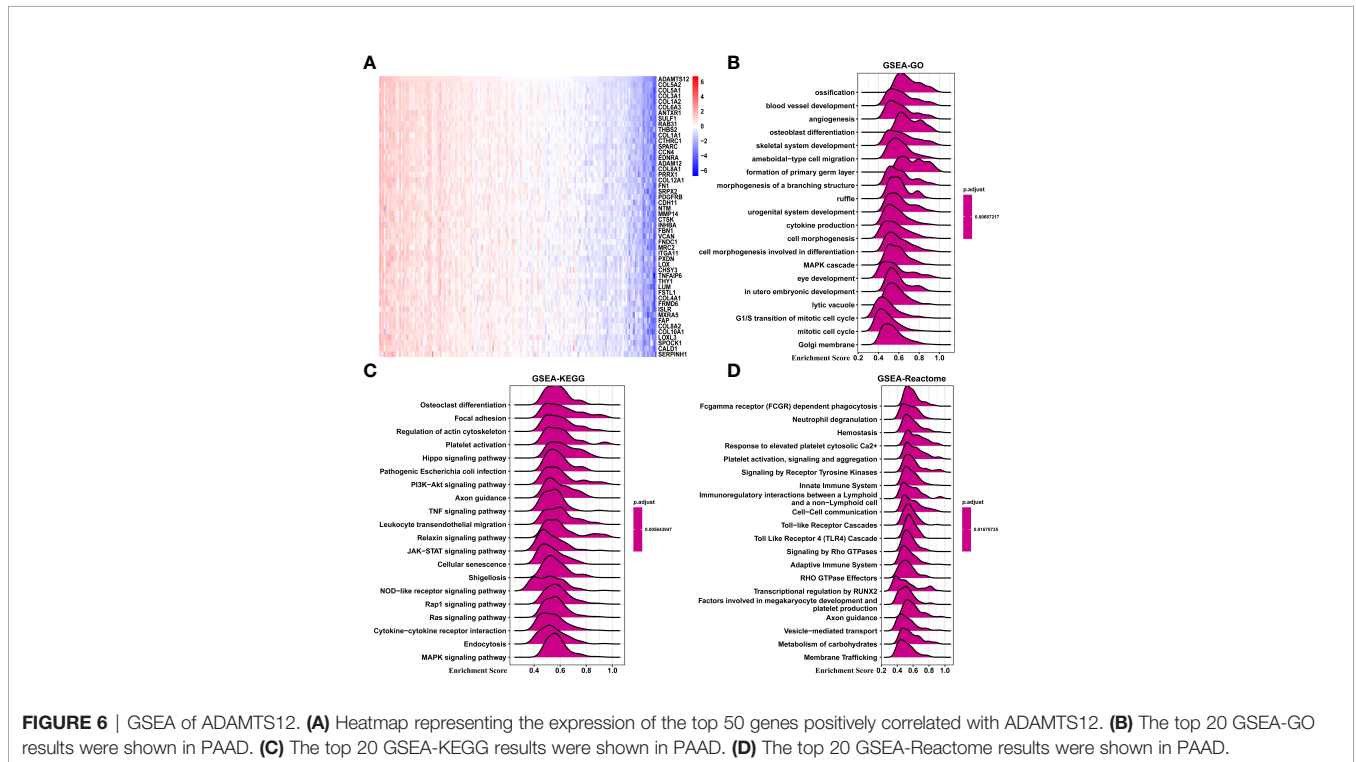 A
ADAMTS12
COL5A2
COL5A1
COL3A1
COL1A2
COL6A3
ANTXR1
SULF1
RAB31
THBS2
COL1A1
CTHRC1
SPARC
CCN4
EDNRA
ADAM12
COL8A1
PRRX1
COL12A1
FN1
SRPX2
PDGFRB
CDH11
NTM
MMP14
CTSK
INHBA
FBN1
VCAN
FNDC1
MRC2
ITGA11
PXDN
LOX
CHSY3
TNFAIP6
THY1
LUM
FSTL1
COL4A1
FRMD6
ISLR
MXRA5
FAP
COL8A2
COL10A1
LOXL3
SPOCK1
CALD1
SERPINH1
6
4
2
0
−2
−4
−6
B
GSEA-GO
ossification
blood vessel development
angiogenesis
osteoblast differentiation
skeletal system development
ameboidal-type cell migration
formation of primary germ layer
morphogenesis of a branching structure
ruffle
urogenital system development
cytokine production
cell morphogenesis
cell morphogenesis involved in differentiation
MAPK cascade
eye development
in utero embryonic development
lytic vacuole
G1/S transition of mitotic cell cycle
mitotic cell cycle
Golgi membrane
Enrichment Score 0.2 0.4 0.6 0.8 1.0
p.adjust
0.00687217
C
GSEA-KEGG
Osteoclast differentiation
Focal adhesion
Regulation of actin cytoskeleton
Platelet activation
Hippo signaling pathway
Pathogenic Escherichia coli infection
PI3K−Akt signaling pathway
Axon guidance
TNF signaling pathway
Leukocyte transendothelial migration
Relaxin signaling pathway
JAK−STAT signaling pathway
Cellular senescence
Shigellosis
NOD−like receptor signaling pathway
Rap1 signaling pathway
Ras signaling pathway
Cytokine−cytokine receptor interaction
Endocytosis
MAPK signaling pathway
Enrichment Score 0.4 0.6 0.8 1.0
p.adjust
0.005643947
D
GSEA-Reactome
Fcgamma receptor (FCGR) dependent phagocytosis
Neutrophil degranulation
Hemostasis
Response to elevated platelet cytosolic Ca2+
Platelet activation, signaling and aggregation
Signaling by Receptor Tyrosine Kinases
Innate Immune System
Immunoregulatory interactions between a Lymphoid
and a non−Lymphoid cell
Cell−Cell communication
Toll−like Receptor Cascades
Toll Like Receptor 4 (TLR4) Cascade
Signaling by Rho GTPases
Adaptive Immune System
RHO GTPase Effectors
Transcriptional regulation by RUNX2
Factors involved in megakaryocyte development and
platelet production
Axon guidance
Vesicle−mediated transport
Metabolism of carbohydrates
Membrane Trafficking
Enrichment Score 0.2 0.4 0.6 0.8 1.0
p.adjust
0.01670735
FIGURE 6 | GSEA of ADAMTS12. (A) Heatmap representing the expression of the top 50 genes positively correlated with ADAMTS12. (B) The top 20 GSEA-GO
results were shown in PAAD. (C) The top 20 GSEA-KEGG results were shown in PAAD. (D) The top 20 GSEA-Reactome results were shown in PAAD.